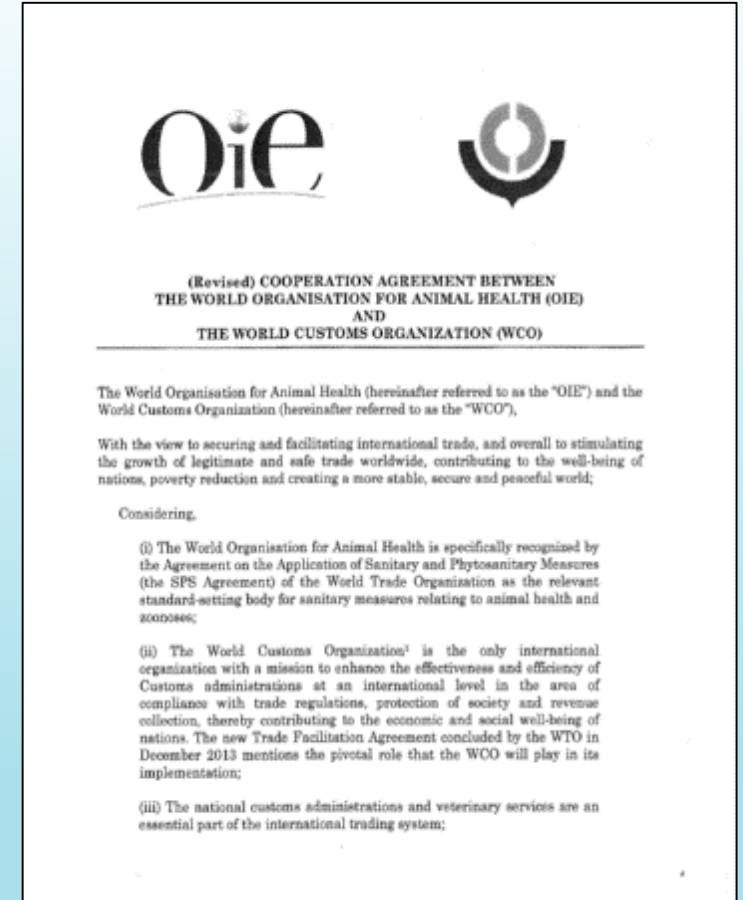 Oie
(Revised) COOPERATION AGREEMENT BETWEEN
THE WORLD ORGANISATION FOR ANIMAL HEALTH (OIE)
AND
THE WORLD CUSTOMS ORGANIZATION (WCO)
The World Organisation for Animal Health (hereinafter referred to as the "OIE") and the
World Customs Organization (hereinafter referred to as the "WCO"),
With the view to securing and facilitating international trade, and overall to stimulating
the growth of legitimate and safe trade worldwide, contributing to the well-being of
nations, poverty reduction and creating a more stable, secure and peaceful world;
Considering,
(i) The World Organisation for Animal Health is specifically recognized by
the Agreement on the Application of Sanitary and Phytosanitary Measures
(the SPS Agreement) of the World Trade Organization as the relevant
standard-setting body for sanitary measures relating to animal health and
zoonoses;
(ii) The World Customs Organization¹ is the only international
organization with a mission to enhance the effectiveness and efficiency of
Customs administrations at an international level in the area of
compliance with trade regulations, protection of society and revenue
collection, thereby contributing to the economic and social well-being of
nations. The new Trade Facilitation Agreement concluded by the WTO in
December 2013 mentions the pivotal role that the WCO will play in its
implementation;
(iii) The national customs administrations and veterinary services are an
essential part of the international trading system;